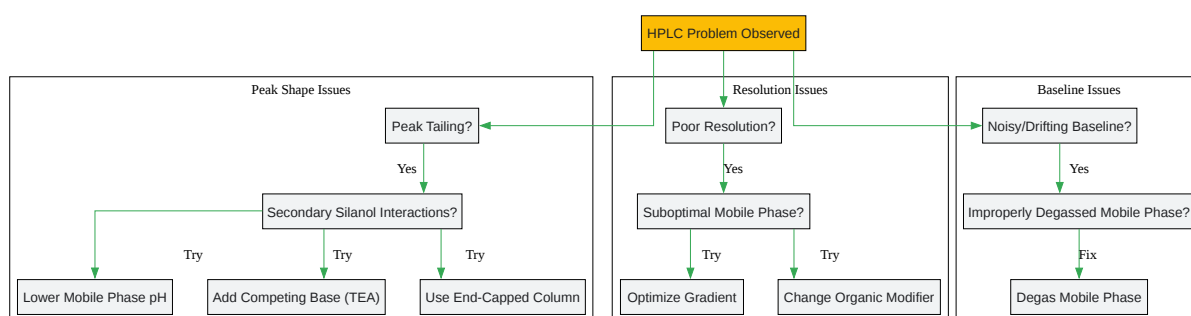 HPLC Problem Observed
Peak Shape Issues
Resolution Issues
Baseline Issues
Peak Tailing?
Poor Resolution?
Noisy/Drifting Baseline?
Yes
Yes
Yes
Secondary Silanol Interactions?
Suboptimal Mobile Phase?
Improperly Degassed Mobile Phase?
Try
Try
Try
Try
Try
Fix
Lower Mobile Phase pH
Add Competing Base (TEA)
Use End-Capped Column
Optimize Gradient
Change Organic Modifier
Degas Mobile Phase